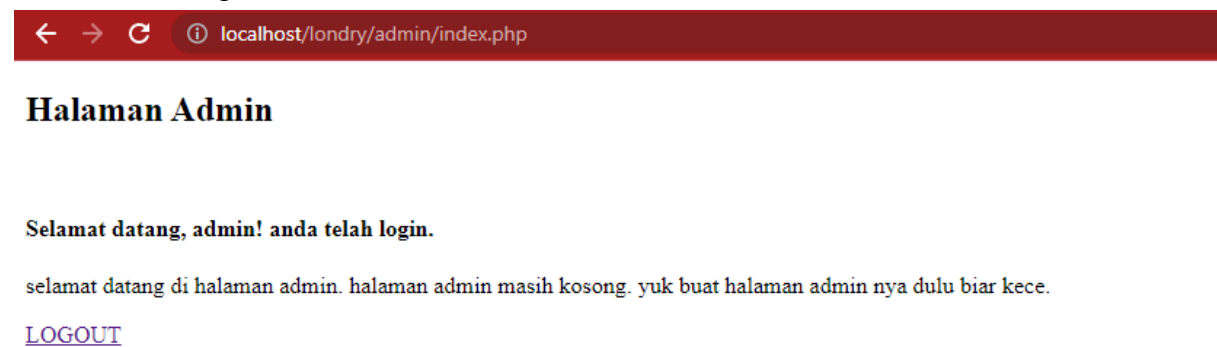 localhost/londry/admin/index.php
Halaman Admin
Selamat datang, admin! anda telah login.
selamat datang di halaman admin. halaman admin masih kosong. yuk buat halaman admin nya dulu biar kece.
LOGOUT